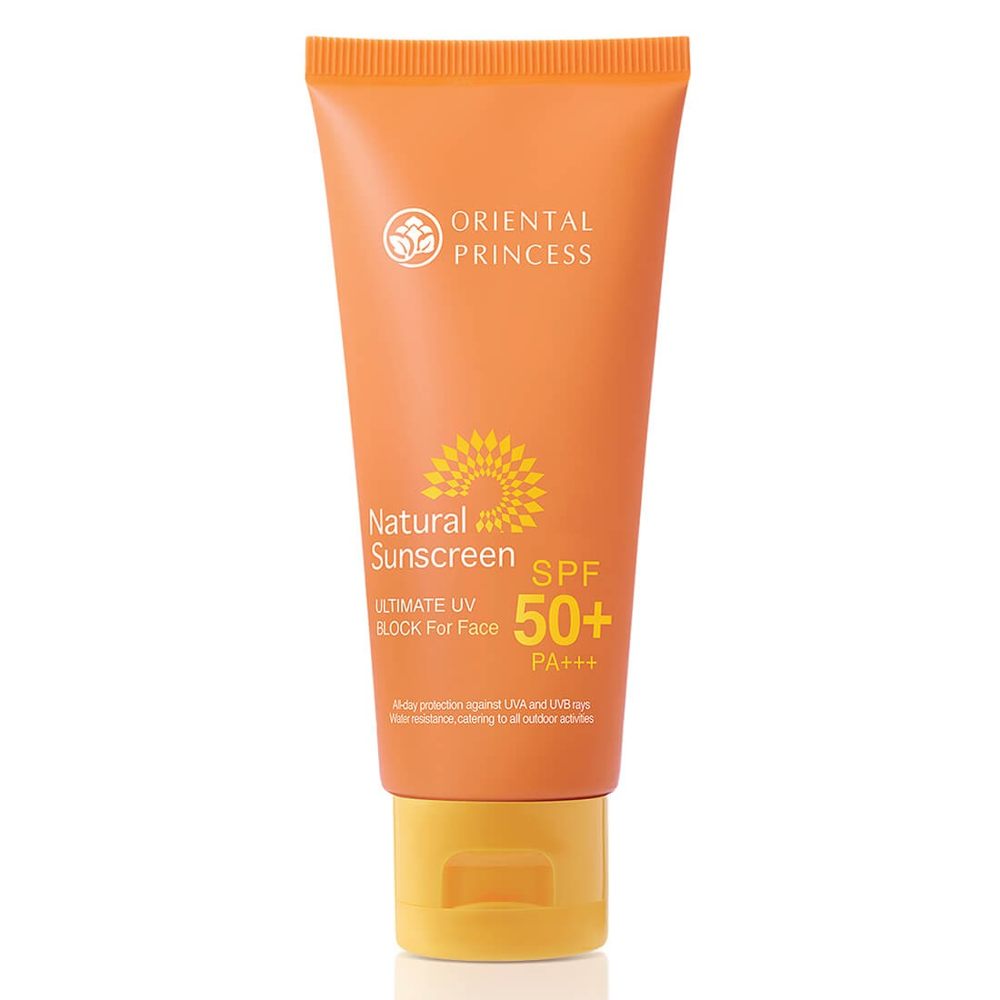 ORIENTAL
PRINCESS
Natural
Sunscreen
ULTIMATE UV
BLOCK For Face
SPF
50+
PA+++
All-day protection against UVA and UVB rays
Water resistance, catering to all outdoor activities